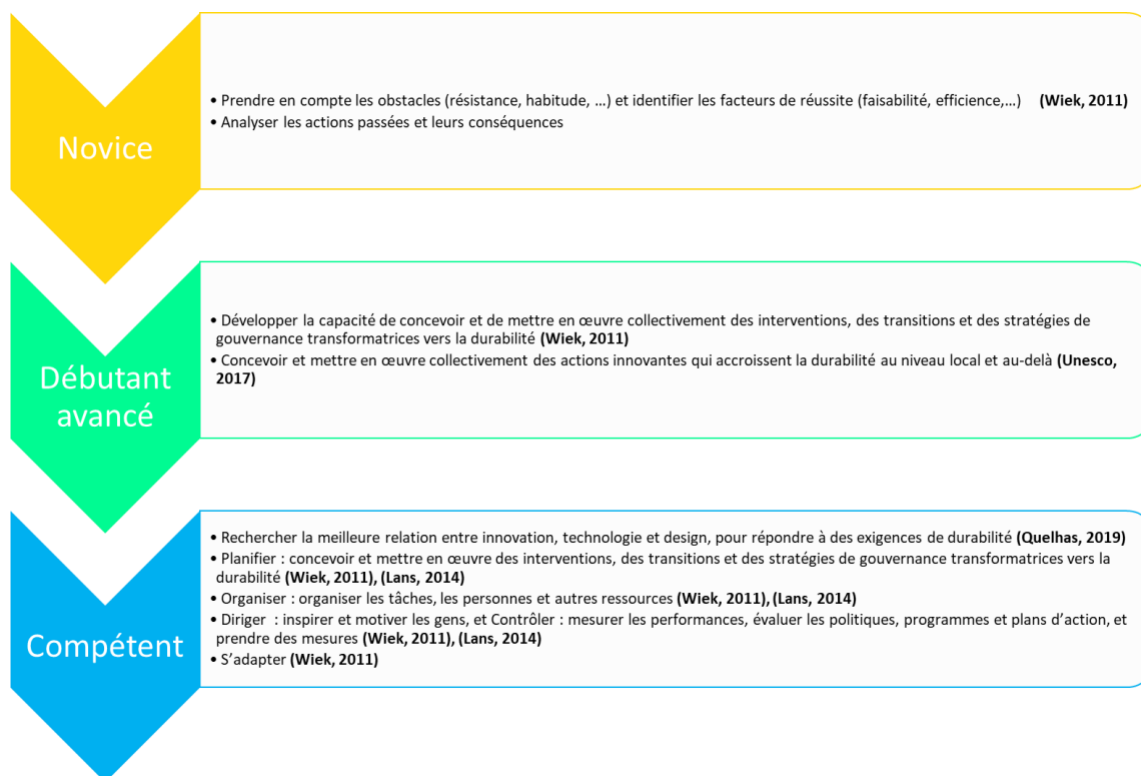 Novice
• Prendre en compte les obstacles (résistance, habitude, …) et identifier les facteurs de réussite (faisabilité, efficience,…) (Wiek, 2011)
• Analyser les actions passées et leurs conséquences
Débutant
avancé
• Développer la capacité de concevoir et de mettre en œuvre collectivement des interventions, des transitions et des stratégies de
gouvernance transformatrices vers la durabilité (Wiek, 2011)
• Concevoir et mettre en œuvre collectivement des actions innovantes qui accroissent la durabilité au niveau local et au-delà (Unesco,
2017)
Compétent
• Rechercher la meilleure relation entre innovation, technologie et design, pour répondre à des exigences de durabilité (Quelhas, 2019)
• Planifier : concevoir et mettre en œuvre des interventions, des transitions et des stratégies de gouvernance transformatrices vers la
durabilité (Wiek, 2011), (Lans, 2014)
• Organiser : organiser les tâches, les personnes et autres ressources (Wiek, 2011), (Lans, 2014)
• Diriger : inspirer et motiver les gens, et Contrôler : mesurer les performances, évaluer les politiques, programmes et plans d’action, et
prendre des mesures (Wiek, 2011), (Lans, 2014)
• S’adapter (Wiek, 2011)